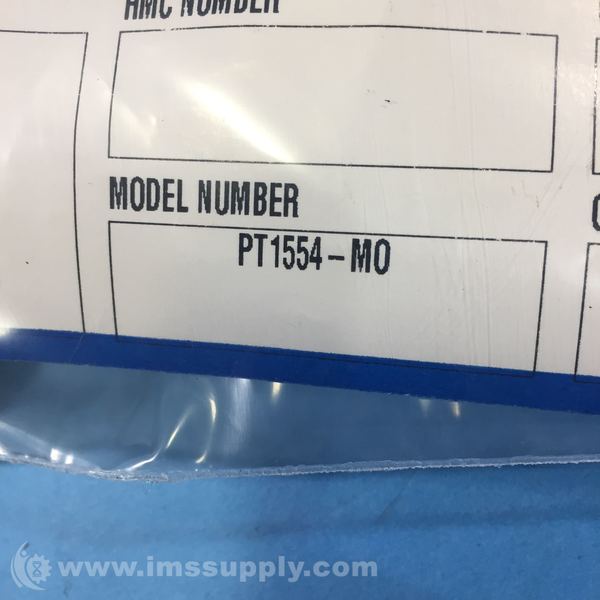 HMC NUMBER
MODEL NUMBER
PT1554-MO
www.imssupply.com